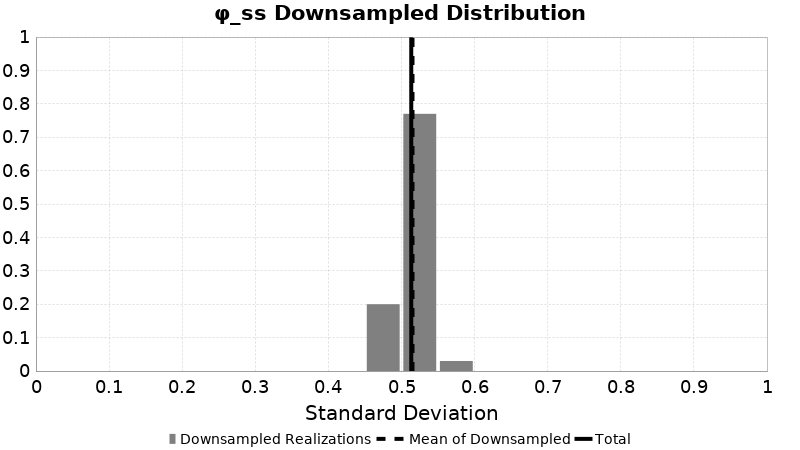 φ_ss Downsampled Distribution
1
0.9
0.8
0.7
0.6
0.5
0.4
0.3
0.2
0.1
0
0 0.1 0.2 0.3 0.4 0.5 0.6 0.7 0.8 0.9 1
Standard Deviation
Downsampled Realizations Mean of Downsampled Total